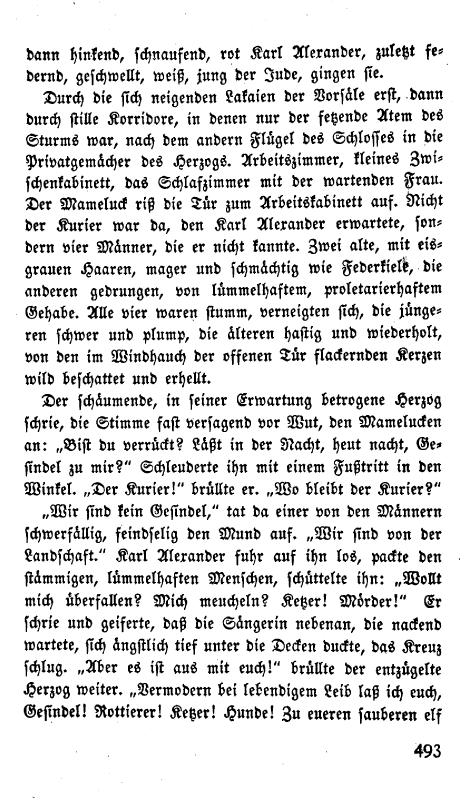 dann hinkend, schnaufend, rot Karl Alexander, zuletzt fe-
dernd, geschwellt, weiß, jung der Jude, gingen sie.
Durch die sich neigenden Lakaien der Vorsäle erst, dann
durch stille Korridore, in denen nur der fetzende Atem des
Sturms war, nach dem andern Flügel des Schlosses in die
Privatgemächer des Herzogs. Arbeitszimmer, kleines Zwi-
schenkabinett, das Schlafzimmer mit der wartenden Frau.
Der Mameluck riß die Tür zum Arbeitskabinett auf. Nicht
der Kurier war da, den Karl Alexander erwartete, son-
dern vier Männer, die er nicht kannte. Zwei alte, mit eis-
grauen Haaren, mager und schmächtig wie Federkiele, die
anderen gedrungen, von lümmelhaftem, proletarierhaftem
Gehabe. Alle vier waren stumm, verneigten sich, die jünge-
ren schwer und plump, die älteren hastig und wiederholt,
von den im Windhauch der offenen Tür flackernden Kerzen
wild beschattet und erhellt.
Der schäumende, in seiner Erwartung betrogene Herzog
schrie, die Stimme fast versagend vor Wut, den Mamelucken
an: „Bist du verrückt? Läßt in der Nacht, heut nacht, Ge-
sindel zu mir?“ Schleuderte ihn mit einem Fußtritt in den
Winkel. „Der Kurier!“ brüllte er. „Wo bleibt der Kurier?“
„Wir sind kein Gesindel,“ tat da einer von den Männern
schwerfällig, feindselig den Mund auf. „Wir sind von der
Landschaft.“ Karl Alexander fuhr auf ihn los, packte den
stämmigen, lümmelhaften Menschen, schüttelte ihn: „Wollt
mich überfallen? Mich meucheln? Ketzer! Mörder!“ Er
schrie und geiferte, daß die Sängerin nebenan, die nackend
wartete, sich ängstlich tief unter die Decken duckte, das Kreuz
schlug. „Aber es ist aus mit euch!“ brüllte der entzügelte
Herzog weiter. „Vermodern bei lebendigem Leib laß ich euch,
Gesindel! Rottierer! Ketzer! Hunde! Zu eueren sauberen elf
493